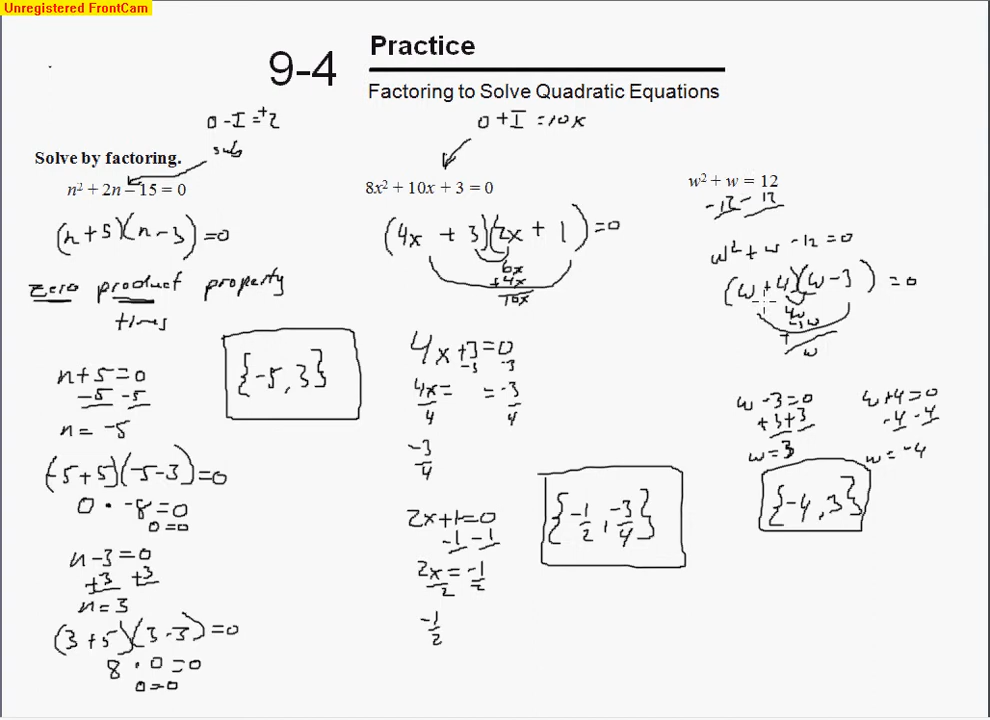 Unregistered FrontCam
9-4
Practice
Factoring to Solve Quadratic Equations
Solve by factoring.
O - I = +2
sub
n² + 2n – 15 = 0
(n + 5)(n - 3) = 0
zero product property
times
n + 5 = 0
-5 -5
n = -5
(-5 + 5)(-5 - 3) = 0
0 · -8 = 0
0 = 0
n - 3 = 0
+3 +3
n = 3
(3 + 5)(3 - 3) = 0
8 · 0 = 0
0 = 0
{-5, 3}
O + I = 10x
8x² + 10x + 3 = 0
(4x + 3)(2x + 1) = 0
6x
+4x
10x
4x + 3 = 0
-3 -3
4x = = -3
4 4
-3
4
2x + 1 = 0
-1 -1
2x = -1
2 2
-1
2
{-1/2, -3/4}
w² + w = 12
-12 -12
w² + w - 12 = 0
(w + 4)(w - 3) = 0
4w
-3w
+
w
w - 3 = 0
+3 +3
w = 3
w + 4 = 0
-4 -4
w = -4
{-4, 3}